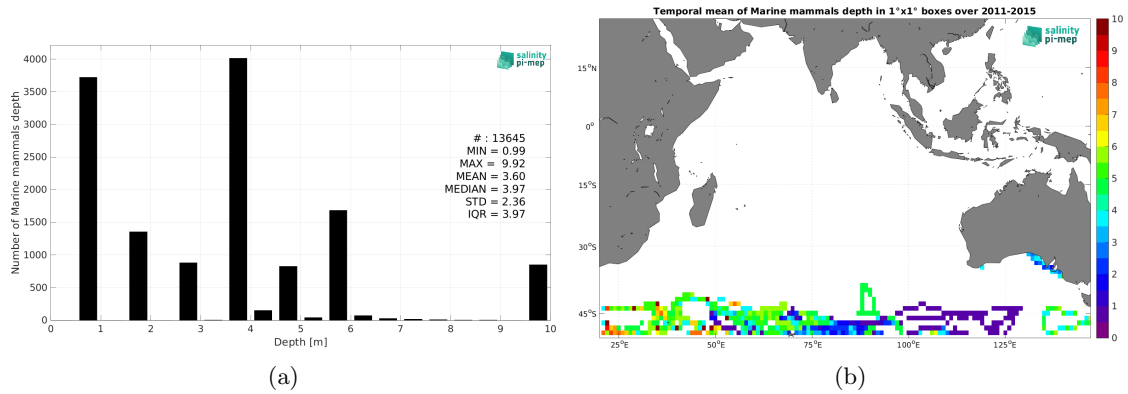 salinity
pi-mep
4000
3500
3000
2500
2000
1500
1000
500
0
Number of Marine mammals depth
# : 13645
MIN = 0.99
MAX = 9.92
MEAN = 3.60
MEDIAN = 3.97
STD = 2.36
IQR = 3.97
0 1 2 3 4 5 6 7 8 9 10
Depth [m]
(a)
Temporal mean of Marine mammals depth in 1°x1° boxes over 2011-2015
salinity
pi-mep
15°N
0°
15°S
30°S
45°S
25°E 50°E 75°E 100°E 125°E
10
9
8
7
6
5
4
3
2
1
0
(b)